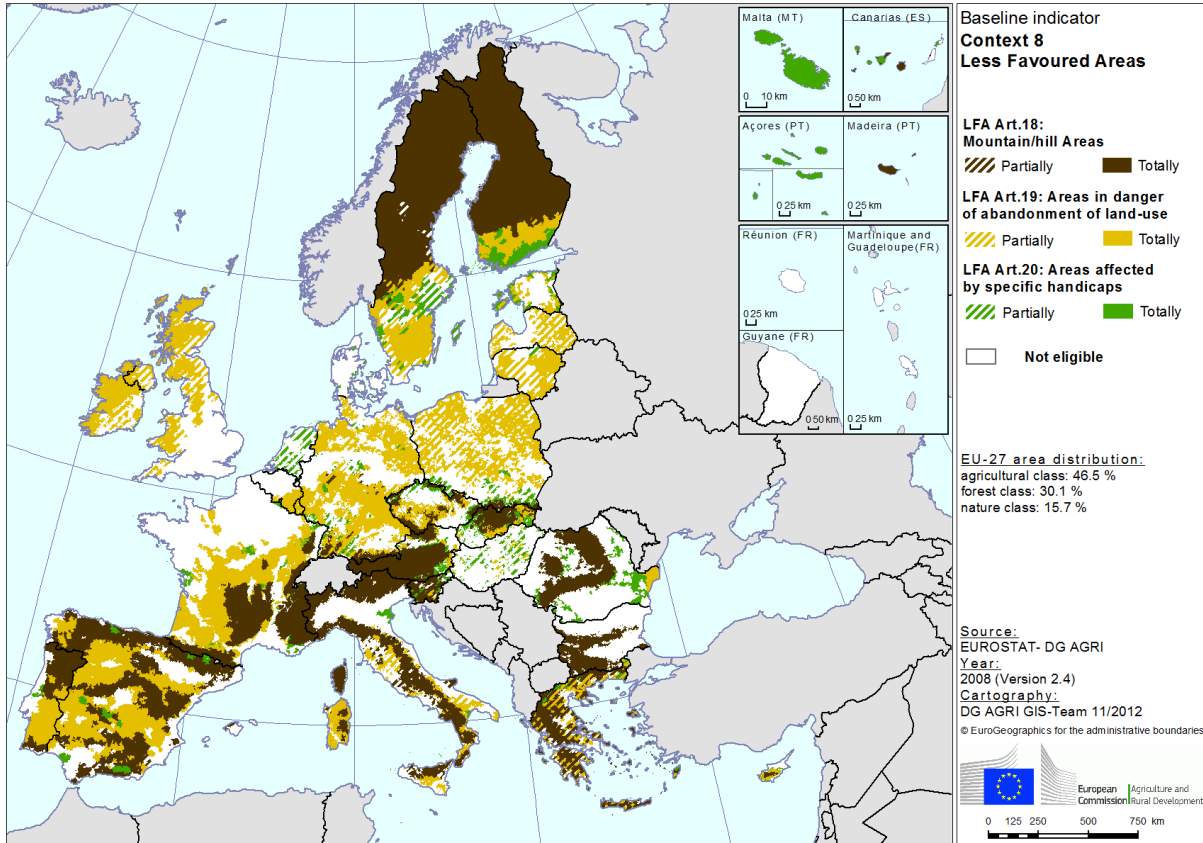 Malta (MT)
0 10 km
Canarias (ES)
0 50 km
Açores (PT)
0 25 km
Madeira (PT)
0 25 km
Réunion (FR)
0 25 km
Martinique and
Guadeloupe(FR)
0 25 km
Guyane (FR)
0 50 km
Baseline indicator
Context 8
Less Favoured Areas
LFA Art.18:
Mountain/hill Areas
Partially Totally
LFA Art.19: Areas in danger
of abandonment of land-use
Partially Totally
LFA Art.20: Areas affected
by specific handicaps
Partially Totally
Not eligible
EU-27 area distribution:
agricultural class: 46.5 %
forest class: 30.1 %
nature class: 15.7 %
Source:
EUROSTAT- DG AGRI
Year:
2008 (Version 2.4)
Cartography:
DG AGRI GIS-Team 11/2012
© EuroGeographics for the administrative boundaries
European
Commission
Agriculture and
Rural Development
0 125 250 500 750 km